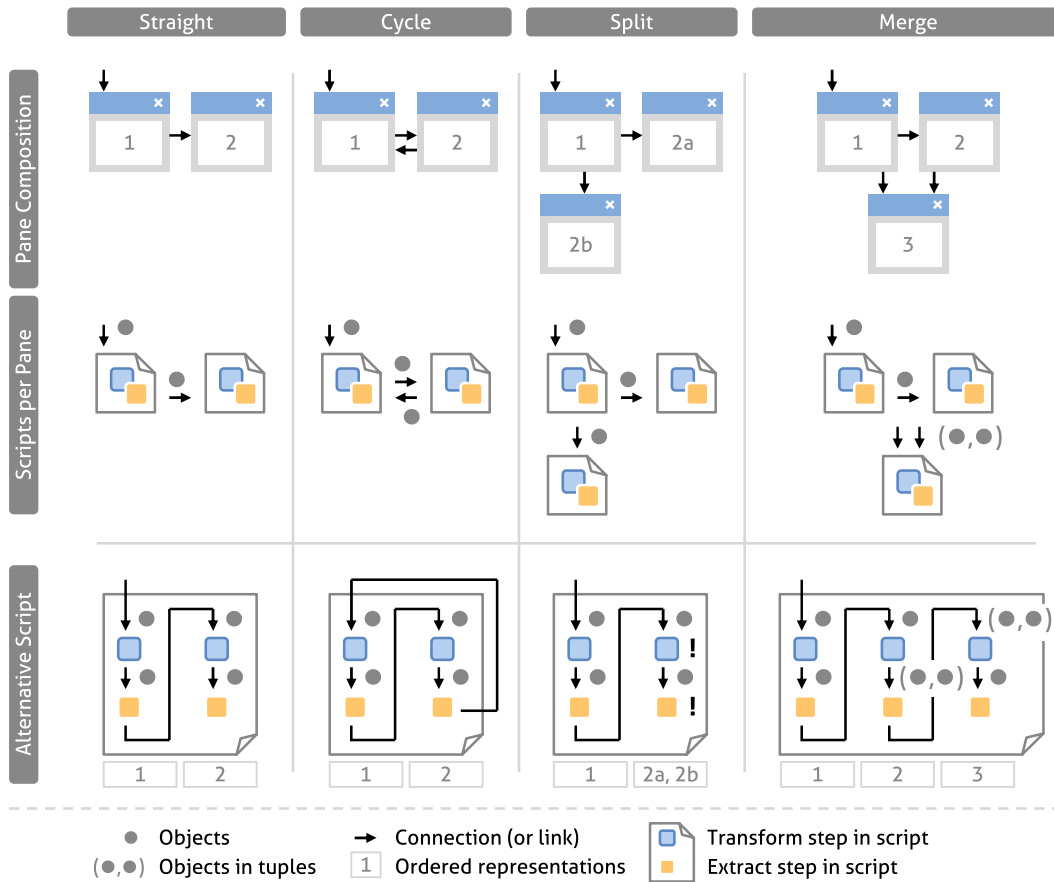 Straight
Cycle
Split
Merge
Pane Composition
1
2
1
2
1
2a
2b
1
2
3
Scripts per Pane
( , )
Alternative Script
! 
!
( , )
( , )
1
2
1
2
1
2a, 2b
1
2
3
Objects
Connection (or link)
Transform step in script
( , )
Objects in tuples
1
Ordered representations
Extract step in script